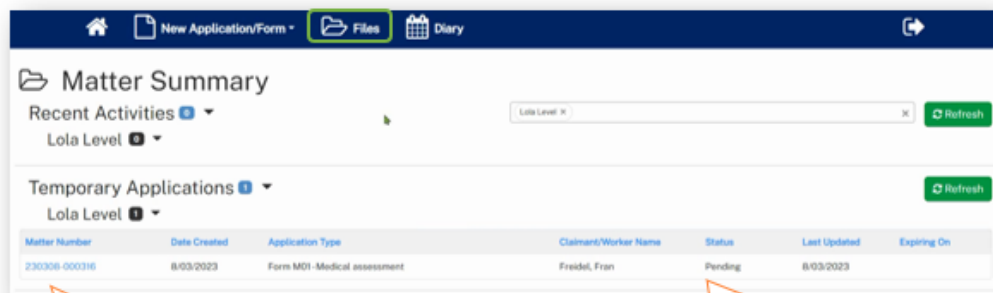 New Application/Form Files Diary
Matter Summary
Recent Activities 0
Lola Level × × Refresh
Lola Level 0
Temporary Applications 1
Refresh
Lola Level 1
Matter Number Date Created Application Type Claimant/Worker Name Status Last Updated Expiring On
230308-000316 8/03/2023 Form M01-Medical assessment Freidel, Fran Pending 8/03/2023